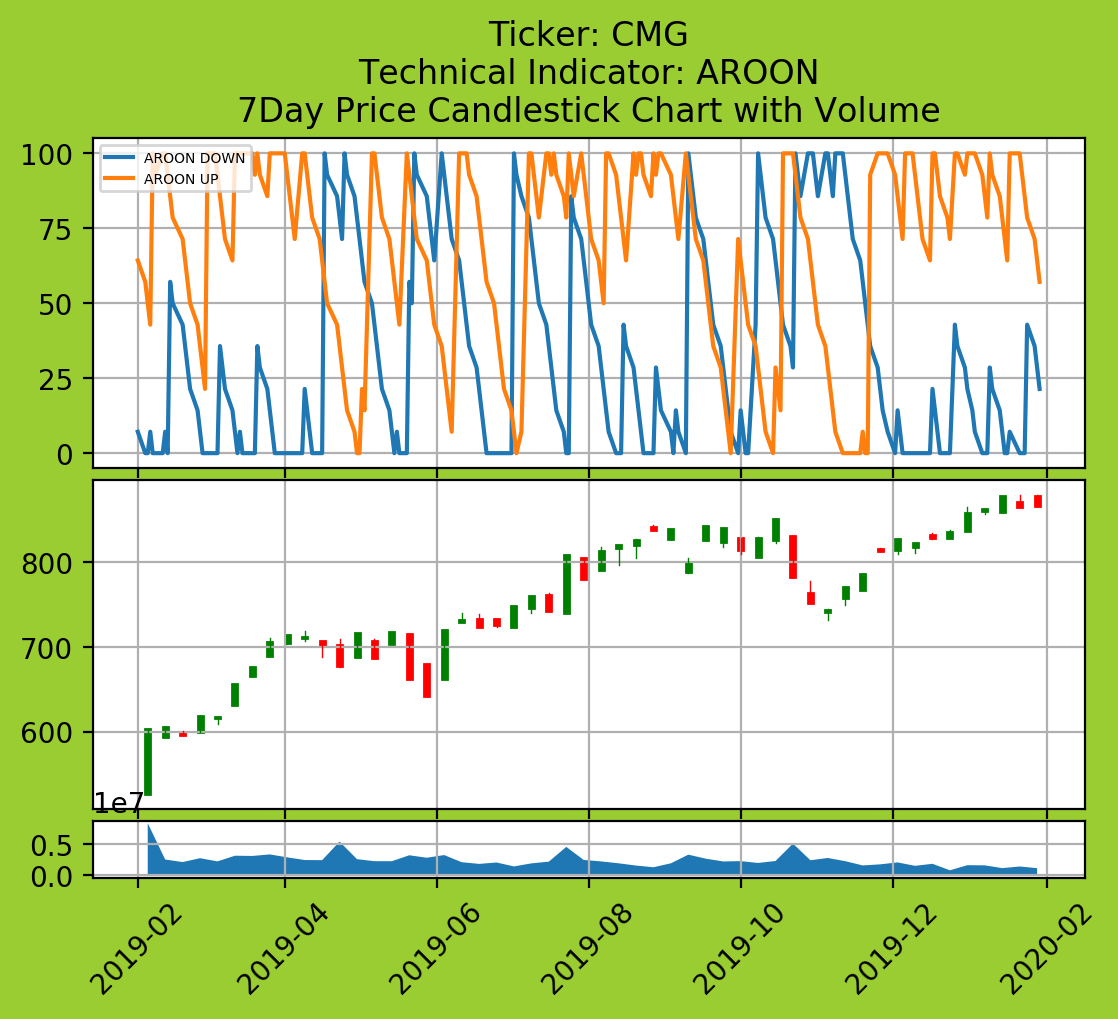 Ticker: CMG
Technical Indicator: AROON
7Day Price Candlestick Chart with Volume
AROON DOWN
AROON UP
100
75
50
25
0
800
700
600
1e7
0.5
0.0
2019-02
2019-04
2019-06
2019-08
2019-10
2019-12
2020-02